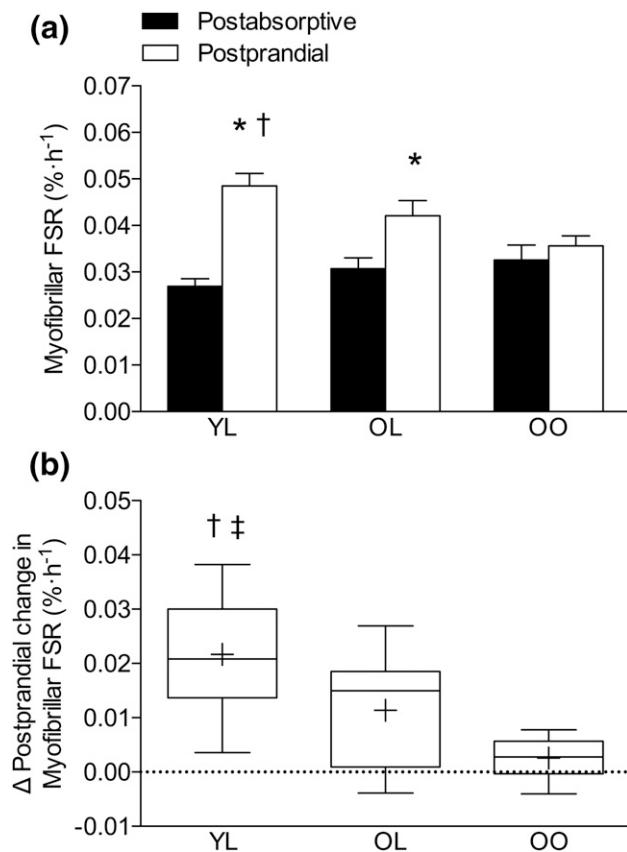 (a)
Postabsorptive
Postprandial
Myofibrillar FSR (%·h-1)
0.07
0.06
0.05
0.04
0.03
0.02
0.01
0.00
* †
*
YL OL OO
(b)
Δ Postprandial change in
Myofibrillar FSR (%·h-1)
0.05
0.04
0.03
0.02
0.01
0.00
-0.01
† ‡
YL OL OO